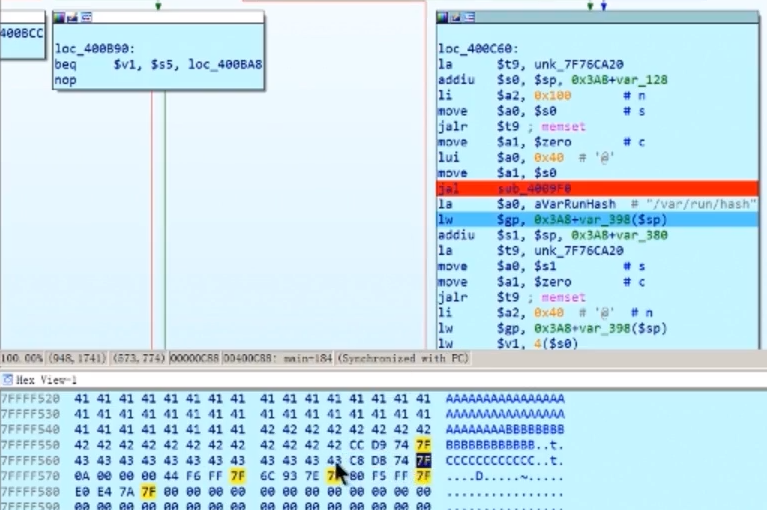 400BCC
loc_400B90:
beq $v1, $s5, loc_400BA8
nop
loc_400C60:
la $t9, unk_7F76CA20
addiu $s0, $sp, 0x3A8+var_128
li $a2, 0x100 # n
move $a0, $s0 # s
jalr $t9 ; memset
move $a1, $zero # c
lui $a0, 0x40 # '@'
move $a1, $s0
jal sub_4009F0
la $a0, aVarRunHash # "/var/run/hash"
lw $gp, 0x3A8+var_398($sp)
addiu $s1, $sp, 0x3A8+var_380
la $t9, unk_7F76CA20
move $a0, $s1 # s
move $a1, $zero # c
jalr $t9 ; memset
li $a2, 0x40 # '@' # n
lw $gp, 0x3A8+var_398($sp)
lw $v1, 4($s0)
100.00% (948,1741) (573,774) 00000C88 00400C88: main+184 (Synchronized with PC)
Hex View-1
7FFFF520 41 41 41 41 41 41 41 41 41 41 41 41 41 41 41 41 AAAAAAAAAAAAAAAA
7FFFF530 41 41 41 41 41 41 41 41 41 41 41 41 41 41 41 41 AAAAAAAAAAAAAAAA
7FFFF540 41 41 41 41 41 41 41 41 42 42 42 42 42 42 42 42 AAAAAAAABBBBBBBB
7FFFF550 42 42 42 42 42 42 42 42 42 42 42 42 CC D9 74 7F BBBBBBBBBBBB..t.
7FFFF560 43 43 43 43 43 43 43 43 43 43 43 43 C8 DB 74 7F CCCCCCCCCCCC..t.
7FFFF570 0A 00 00 00 44 F6 FF 7F 6C 93 7E 80 F5 FF 7F ....D.....~.....
7FFFF580 E0 E4 7A 7F 00 00 00 00 00 00 00 00 00 00 00 00
7FFFF590 00 00 00 00 00 00 00 00 00 00 00 00 00 00 00 00